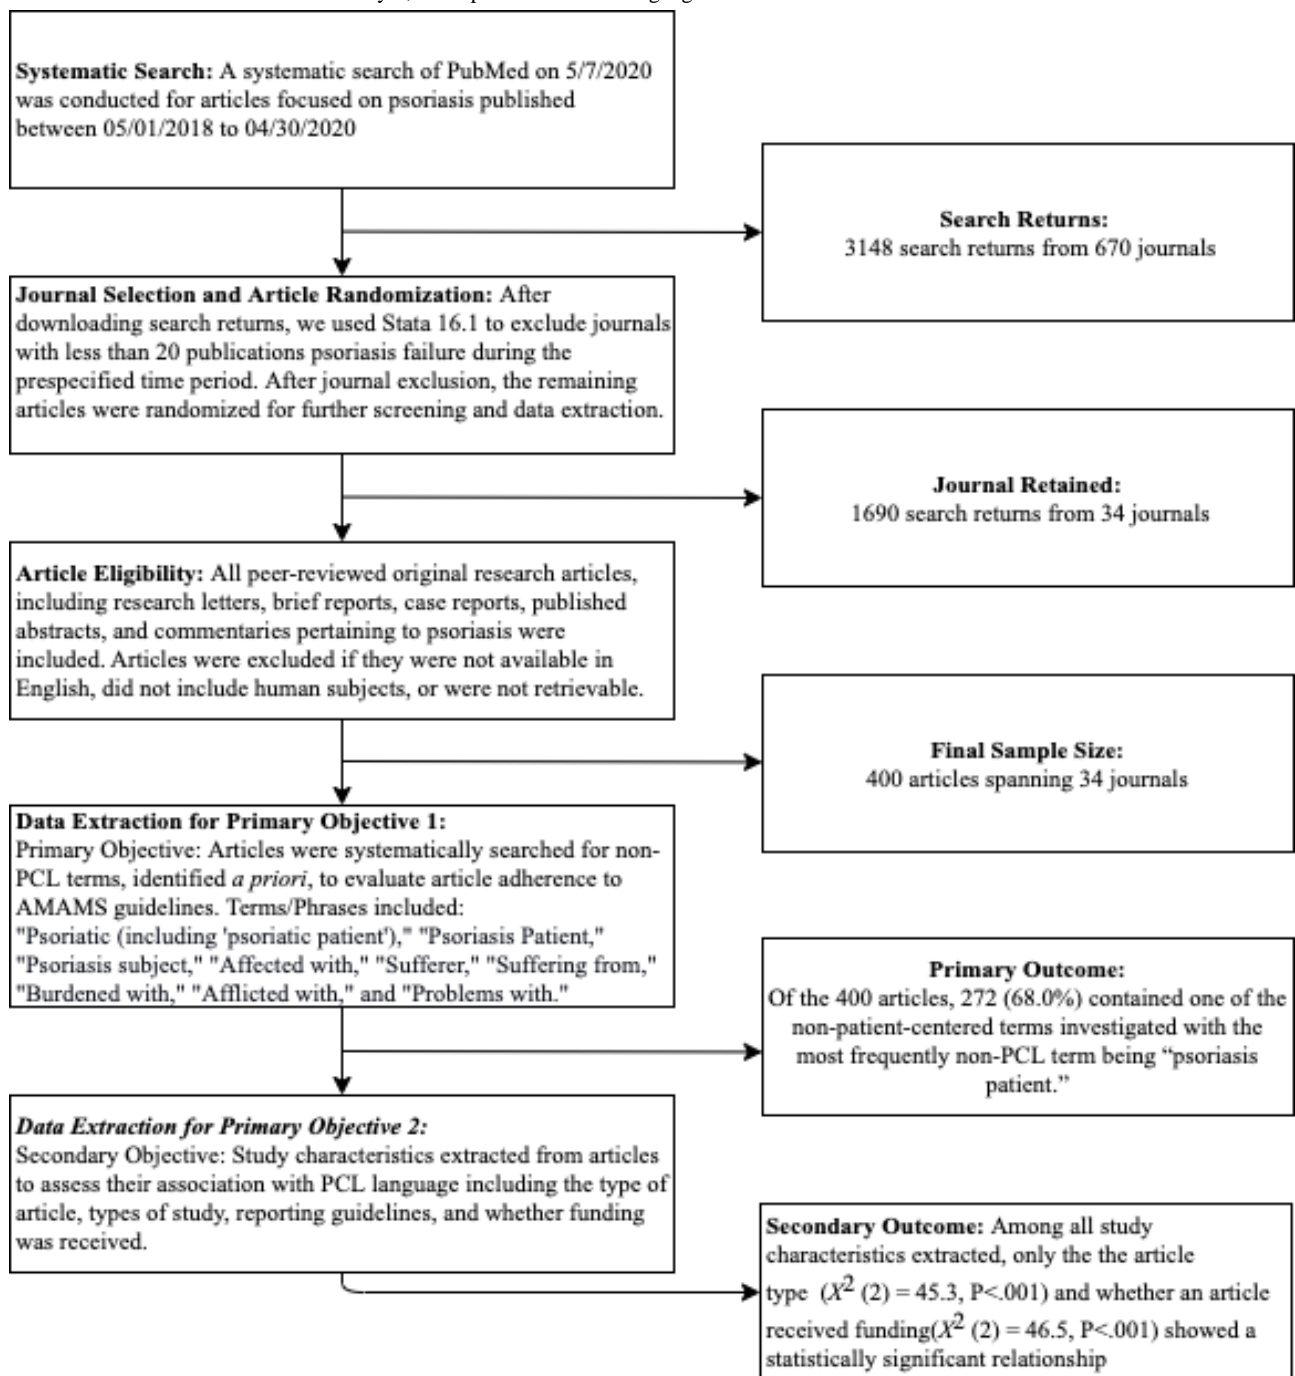 Systematic Search: A systematic search of PubMed on 5/7/2020
was conducted for articles focused on psoriasis published
between 05/01/2018 to 04/30/2020
Search Returns:
3148 search returns from 670 journals
Journal Selection and Article Randomization: After
downloading search returns, we used Stata 16.1 to exclude journals
with less than 20 publications psoriasis failure during the
prespecified time period. After journal exclusion, the remaining
articles were randomized for further screening and data extraction.
Journal Retained:
1690 search returns from 34 journals
Article Eligibility: All peer-reviewed original research articles,
including research letters, brief reports, case reports, published
abstracts, and commentaries pertaining to psoriasis were
included. Articles were excluded if they were not available in
English, did not include human subjects, or were not retrievable.
Final Sample Size:
400 articles spanning 34 journals
Data Extraction for Primary Objective 1:
Primary Objective: Articles were systematically searched for non-
PCL terms, identified a priori, to evaluate article adherence to
AMAMS guidelines. Terms/Phrases included:
"Psoriatic (including 'psoriatic patient')," "Psoriasis Patient,"
"Psoriasis subject," "Affected with," "Sufferer," "Suffering from,"
"Burdened with," "Afflicted with," and "Problems with."
Primary Outcome:
Of the 400 articles, 272 (68.0%) contained one of the
non-patient-centered terms investigated with the
most frequently non-PCL term being “psoriasis
patient.”
Data Extraction for Primary Objective 2:
Secondary Objective: Study characteristics extracted from articles
to assess their association with PCL language including the type of
article, types of study, reporting guidelines, and whether funding
was received.
Secondary Outcome: Among all study
characteristics extracted, only the the article
type (X² (2) = 45.3, P<.001) and whether an article
received funding(X² (2) = 46.5, P<.001) showed a
statistically significant relationship